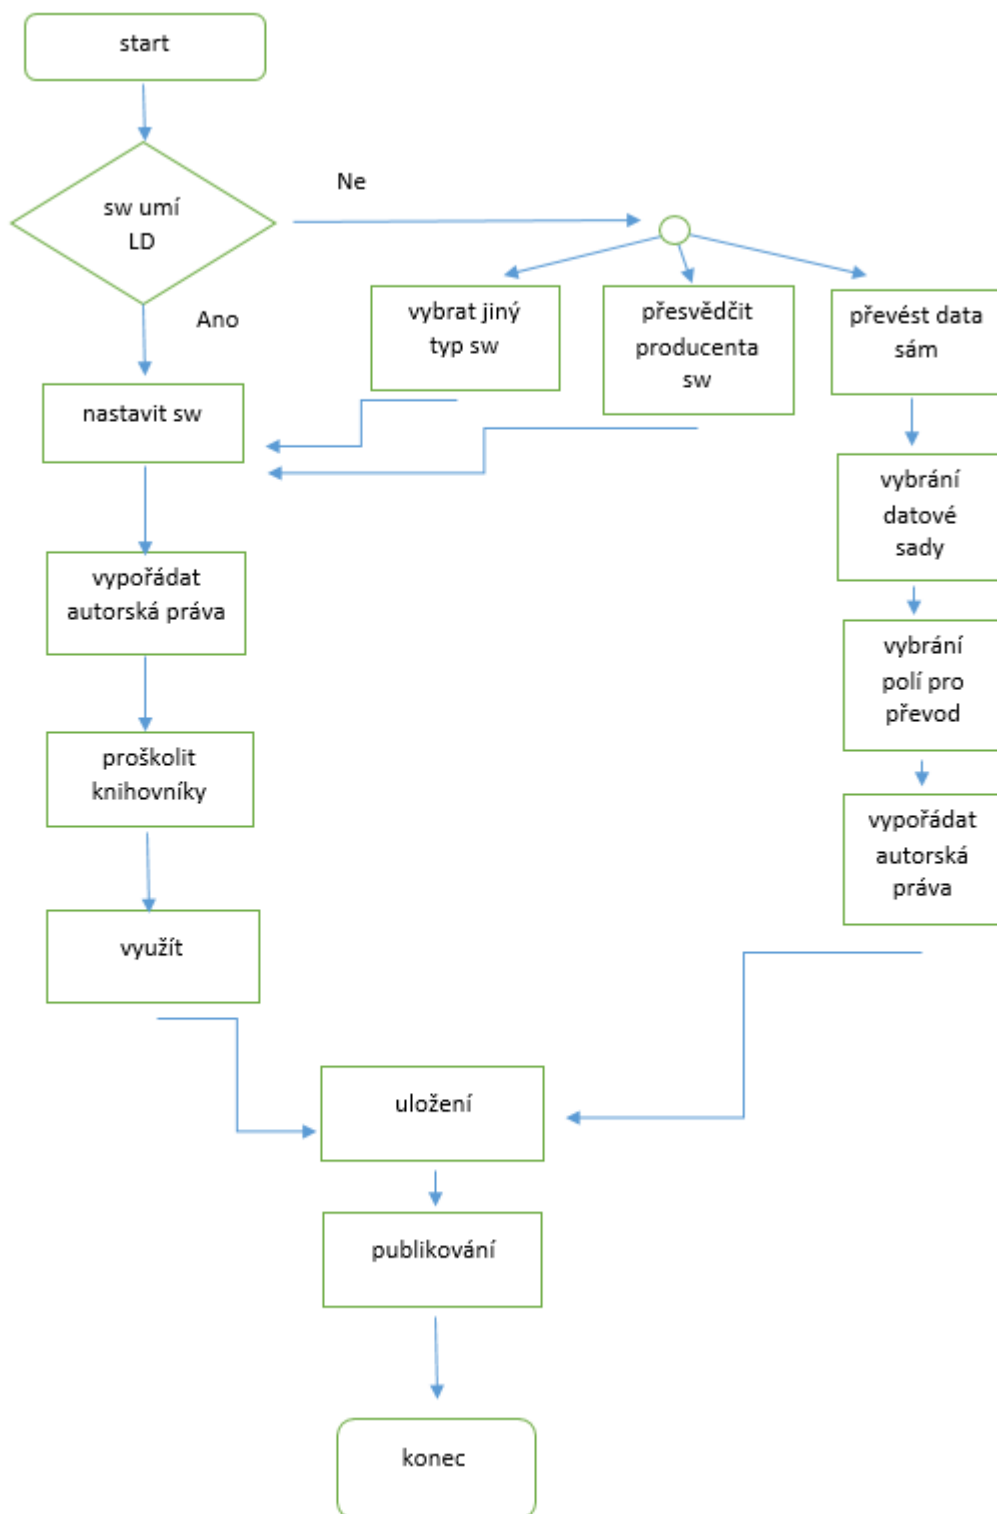 start
sw umí
LD
Ne
Ano
vybrat jiný
typ sw
přesvědčit
producenta
sw
převést data
sám
nastavit sw
vybrání
datové
sady
vypořádat
autorská práva
vybrání
polí pro
převod
proškolit
knihovníky
vypořádat
autorská
práva
využít
uložení
publikování
konec